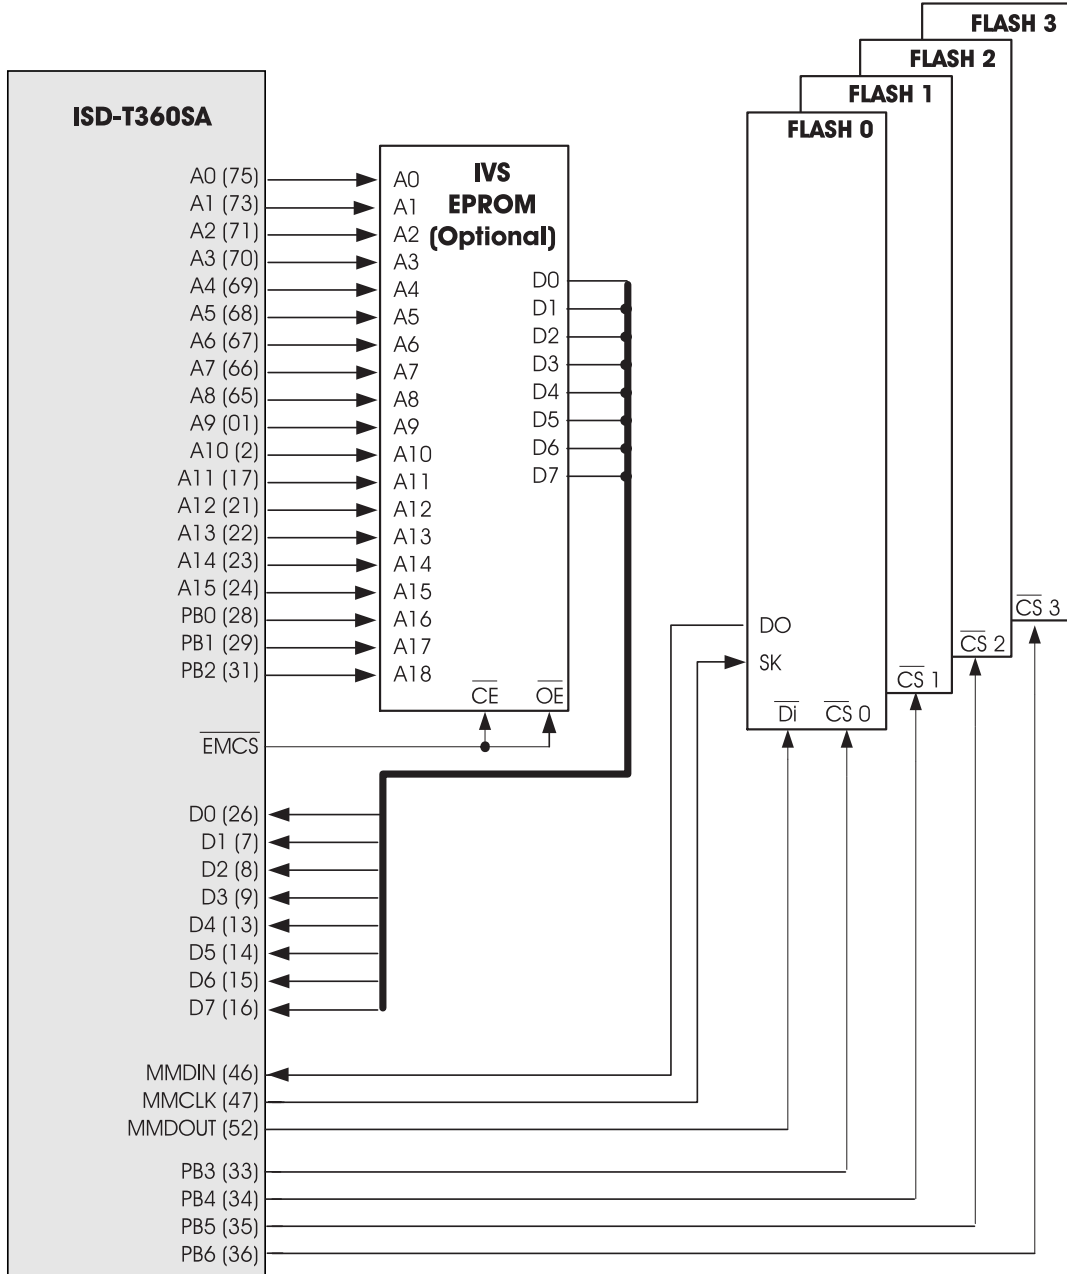 FLASH 3
FLASH 2
FLASH 1
FLASH 0
ISD-T360SA
IVS
EPROM
(Optional)
A0 (75)
A1 (73)
A2 (71)
A3 (70)
A4 (69)
A5 (68)
A6 (67)
A7 (66)
A8 (65)
A9 (01)
A10 (2)
A11 (17)
A12 (21)
A13 (22)
A14 (23)
A15 (24)
PB0 (28)
PB1 (29)
PB2 (31)
EMCS
D0 (26)
D1 (7)
D2 (8)
D3 (9)
D4 (13)
D5 (14)
D6 (15)
D7 (16)
MMDIN (46)
MMCLK (47)
MMDOUT (52)
PB3 (33)
PB4 (34)
PB5 (35)
PB6 (36)
A0
A1
A2
A3
A4
A5
A6
A7
A8
A9
A10
A11
A12
A13
A14
A15
A16
A17
A18
D0
D1
D2
D3
D4
D5
D6
D7
CE
OE
DO
SK
Di
CS 0
CS 1
CS 2
CS 3